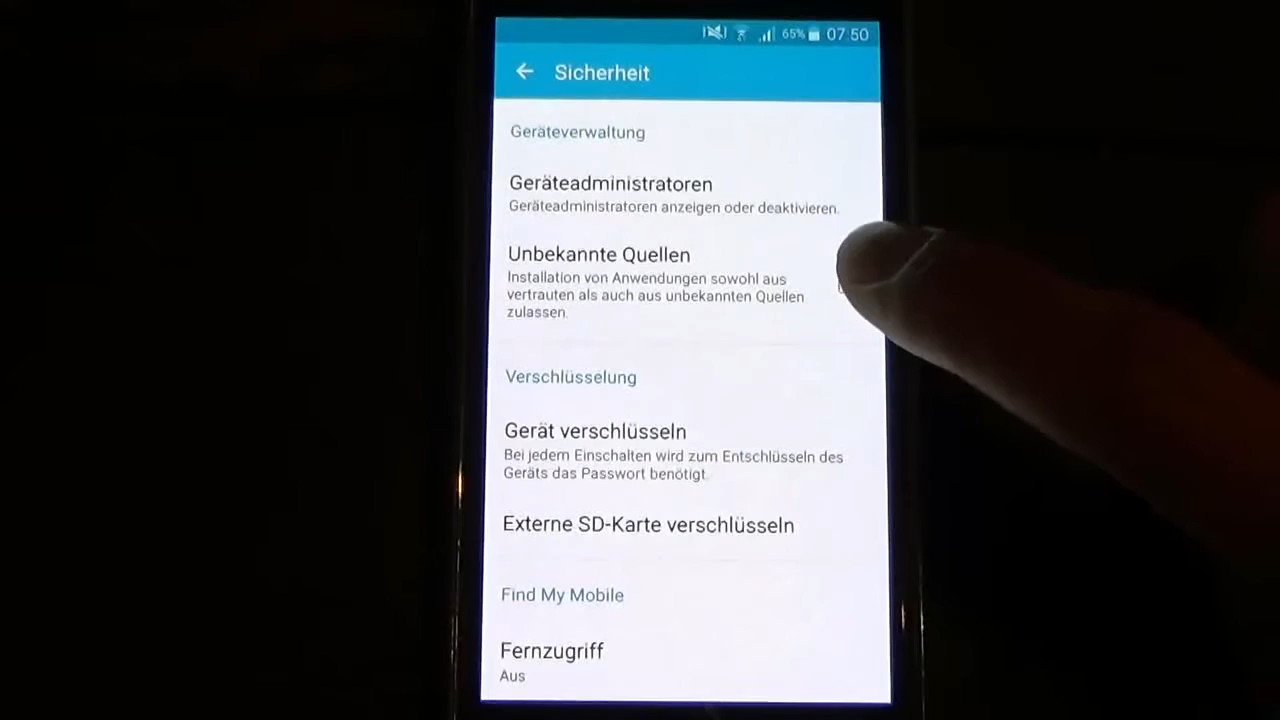 65% 07:50
Sicherheit
Geräteverwaltung
Geräteadministratoren
Geräteadministratoren anzeigen oder deaktivieren.
Unbekannte Quellen
Installation von Anwendungen sowohl aus
vertrauten als auch aus unbekannten Quellen
zulassen.
Verschlüsselung
Gerät verschlüsseln
Bei jedem Einschalten wird zum Entschlüsseln des
Geräts das Passwort benötigt.
Externe SD-Karte verschlüsseln
Find My Mobile
Fernzugriff
Aus